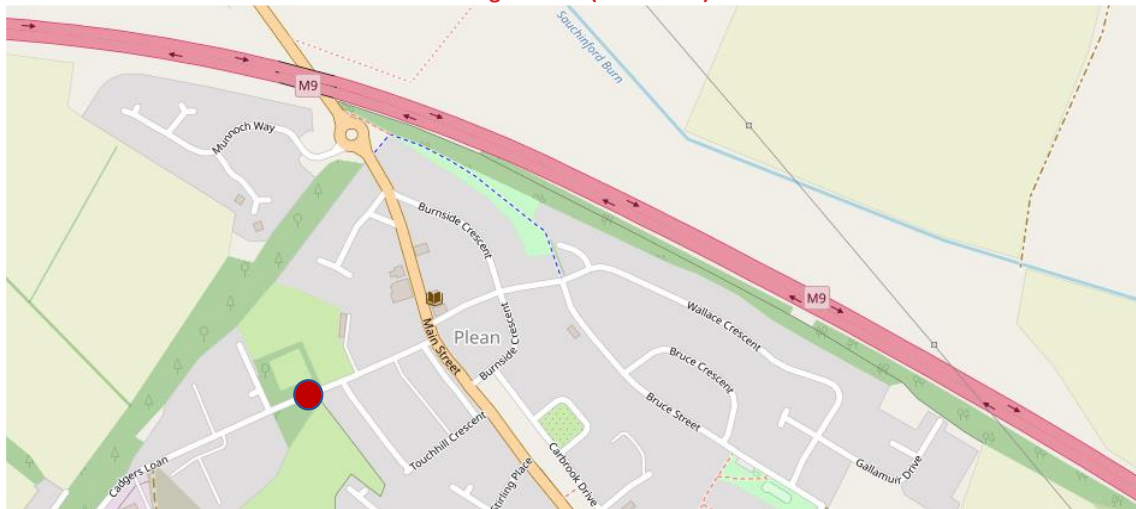 Sauchinford Burn
M9
Munnoch Way
Burnside Crescent
M9
Wallace Crescent
Main Street
Plean
Burnside Crescent
Bruce Crescent
Bruce Street
Touchhill Crescent
Carbrook Drive
Gallamuir Drive
Cadgers Loan
Stirling Place